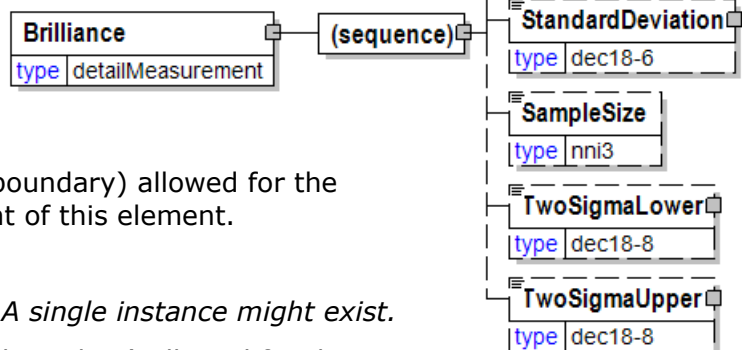 Brilliance
type detailMeasurement
(sequence)
StandardDeviation
type dec18-6
SampleSize
type nni3
TwoSigmaLower
type dec18-8
TwoSigmaUpper
type dec18-8
boundary) allowed for the
of this element.
A single instance might exist.